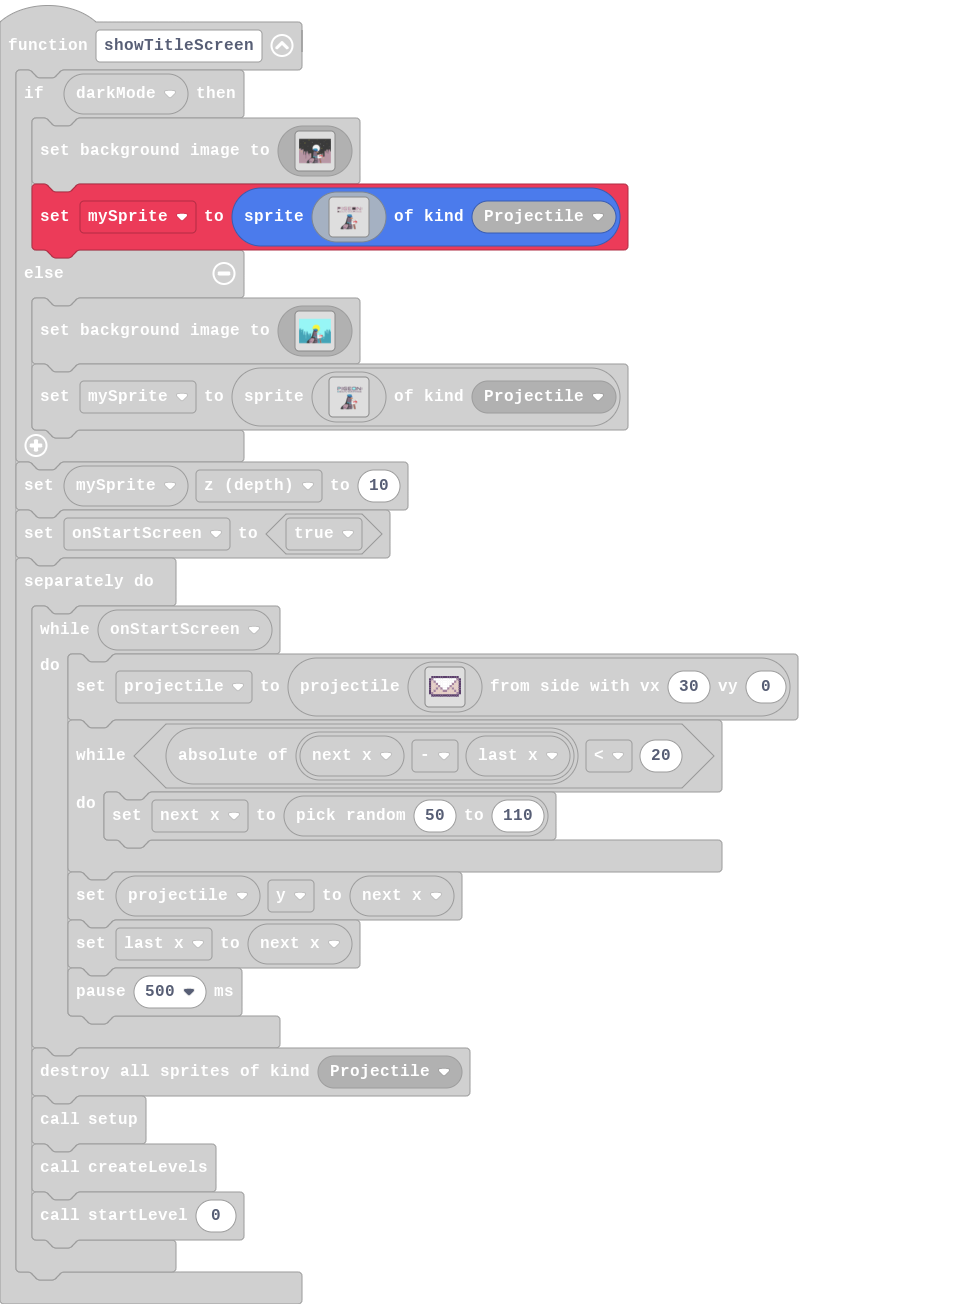 function showTitleScreen
if darkMode then
set background image to
set mySprite to sprite of kind Projectile
else
set background image to
set mySprite to sprite PIGEON of kind Projectile
set mySprite z (depth) to 10
set onStartScreen to true
separately do
while onStartScreen
do
set projectile to projectile from side with vx 30 vy 0
while absolute of next x - last x < 20
do
set next x to pick random 50 to 110
set projectile y to next x
set last x to next x
pause 500 ms
destroy all sprites of kind Projectile
call setup
call createLevels
call startLevel 0